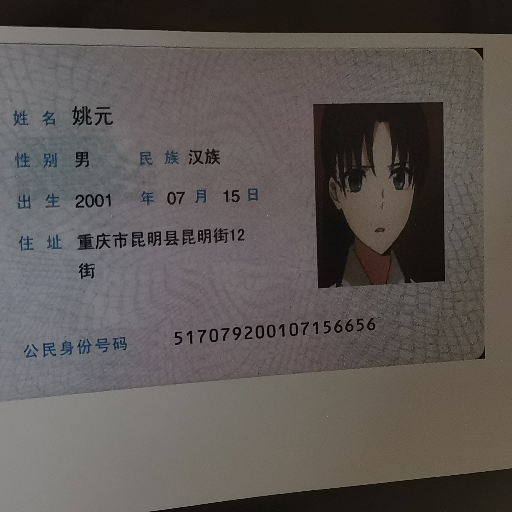 姓名 姚元
性别 男 民族 汉族
出生 2001 年 07 月 15 日
住址 重庆市昆明县昆明街12
街
公民身份号码 517079200107156656